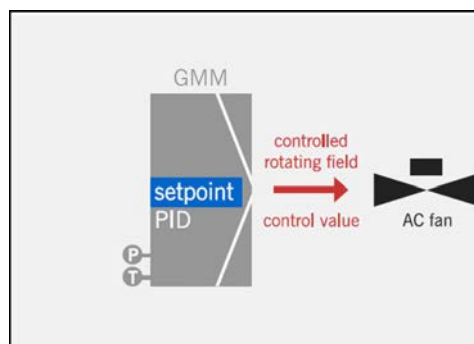 GMM
controlled
rotating field
setpoint
PID
control value
AC fan
P
T